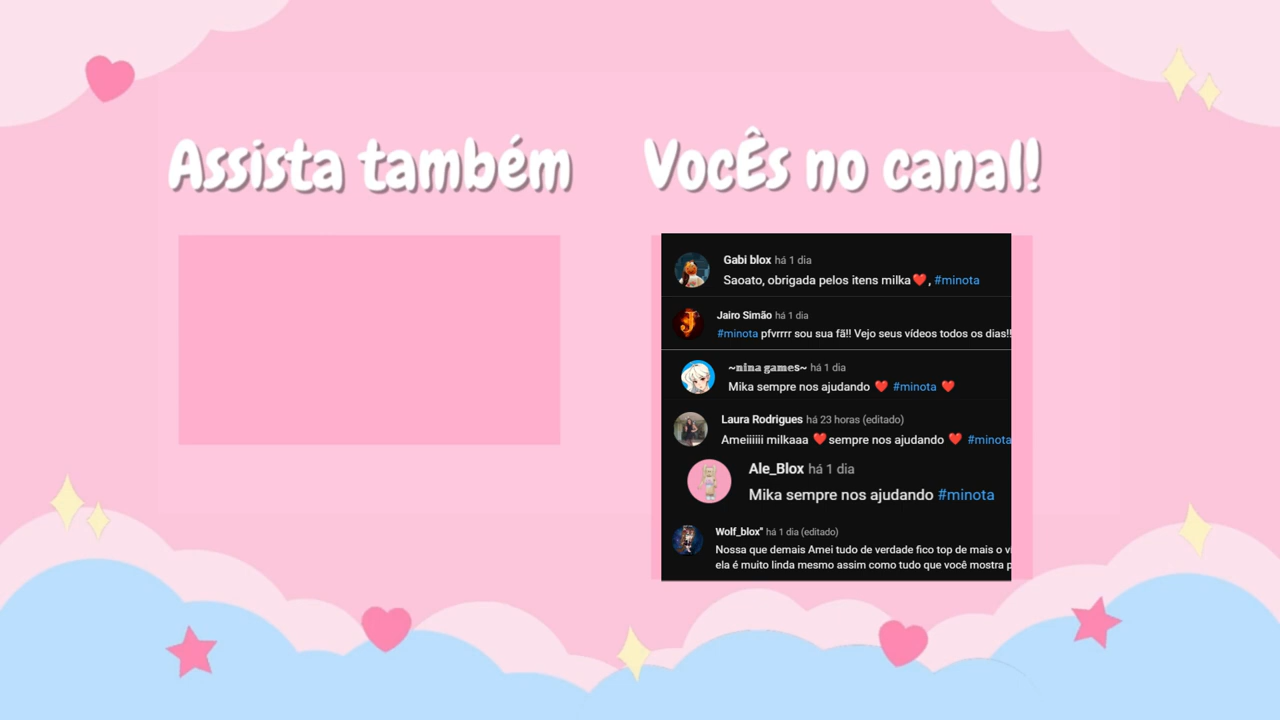 Assista também
VocÊs no canal!
Gabi blox há 1 dia
Saoato, obrigada pelos itens milka❤️, #minota
Jairo Simão há 1 dia
#minota pfvrrrr sou sua fã!! Vejo seus vídeos todos os dias!!
~𝖓𝖎𝖓𝖆 𝖌𝖆𝖒𝖊𝖘~ há 1 dia
Mika sempre nos ajudando ❤️ #minota ❤️
Laura Rodrigues há 23 horas (editado)
Ameiiiiii milkaaa ❤️sempre nos ajudando ❤️ #minota
Ale_Blox há 1 dia
Mika sempre nos ajudando #minota
Wolf_blox" há 1 dia (editado)
Nossa que demais Amei tudo de verdade fico top de mais o
ela é muito linda mesmo assim como tudo que você mostra